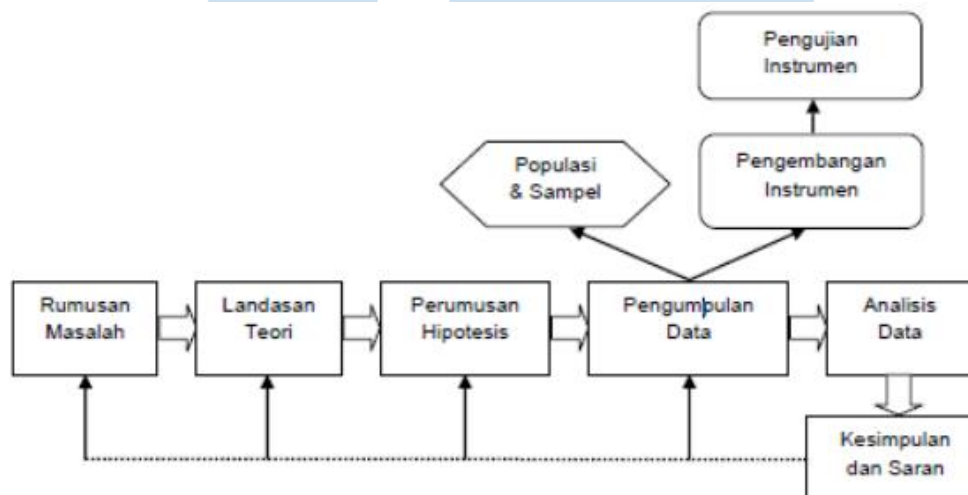 Pengujian
Instrumen
Populasi
& Sampel
Pengembangan
Instrumen
Rumusan
Masalah
Landasan
Teori
Perumusan
Hipotesis
Pengumpulan
Data
Analisis
Data
Kesimpulan
dan Saran